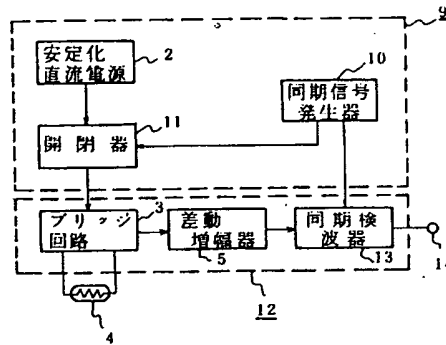 9
安定化
直流電源
2
10
同期信号
発生器
11
開閉器
3
ブリッジ
回路
差動
増幅器
5
同期検
波器
13
4
12